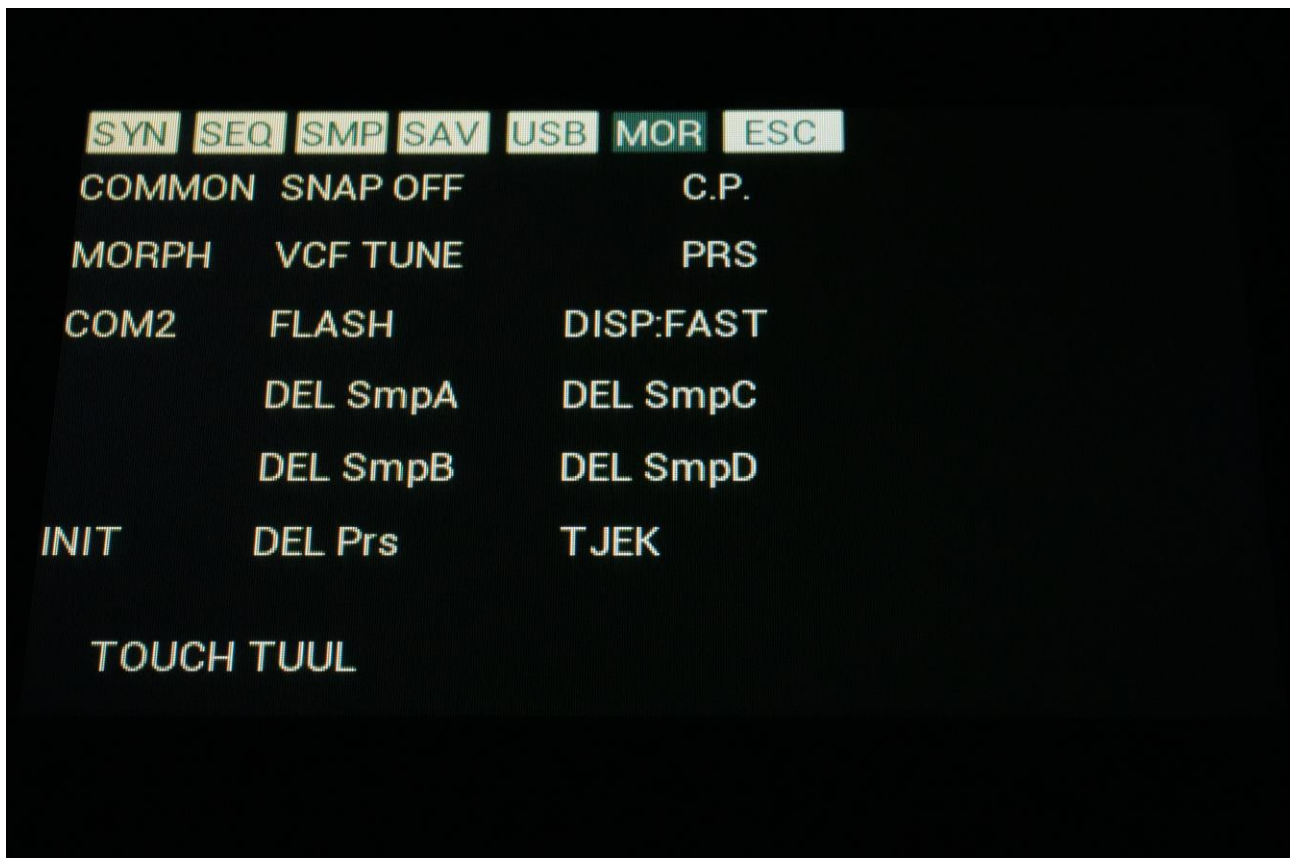 SYN SEQ SMP SAV USB MOR ESC
COMMON SNAP OFF C.P.
MORPH VCF TUNE PRS
COM2 FLASH DISP:FAST
DEL SmpA DEL SmpC
DEL SmpB DEL SmpD
INIT DEL Prs TJEK
TOUCH TUUL